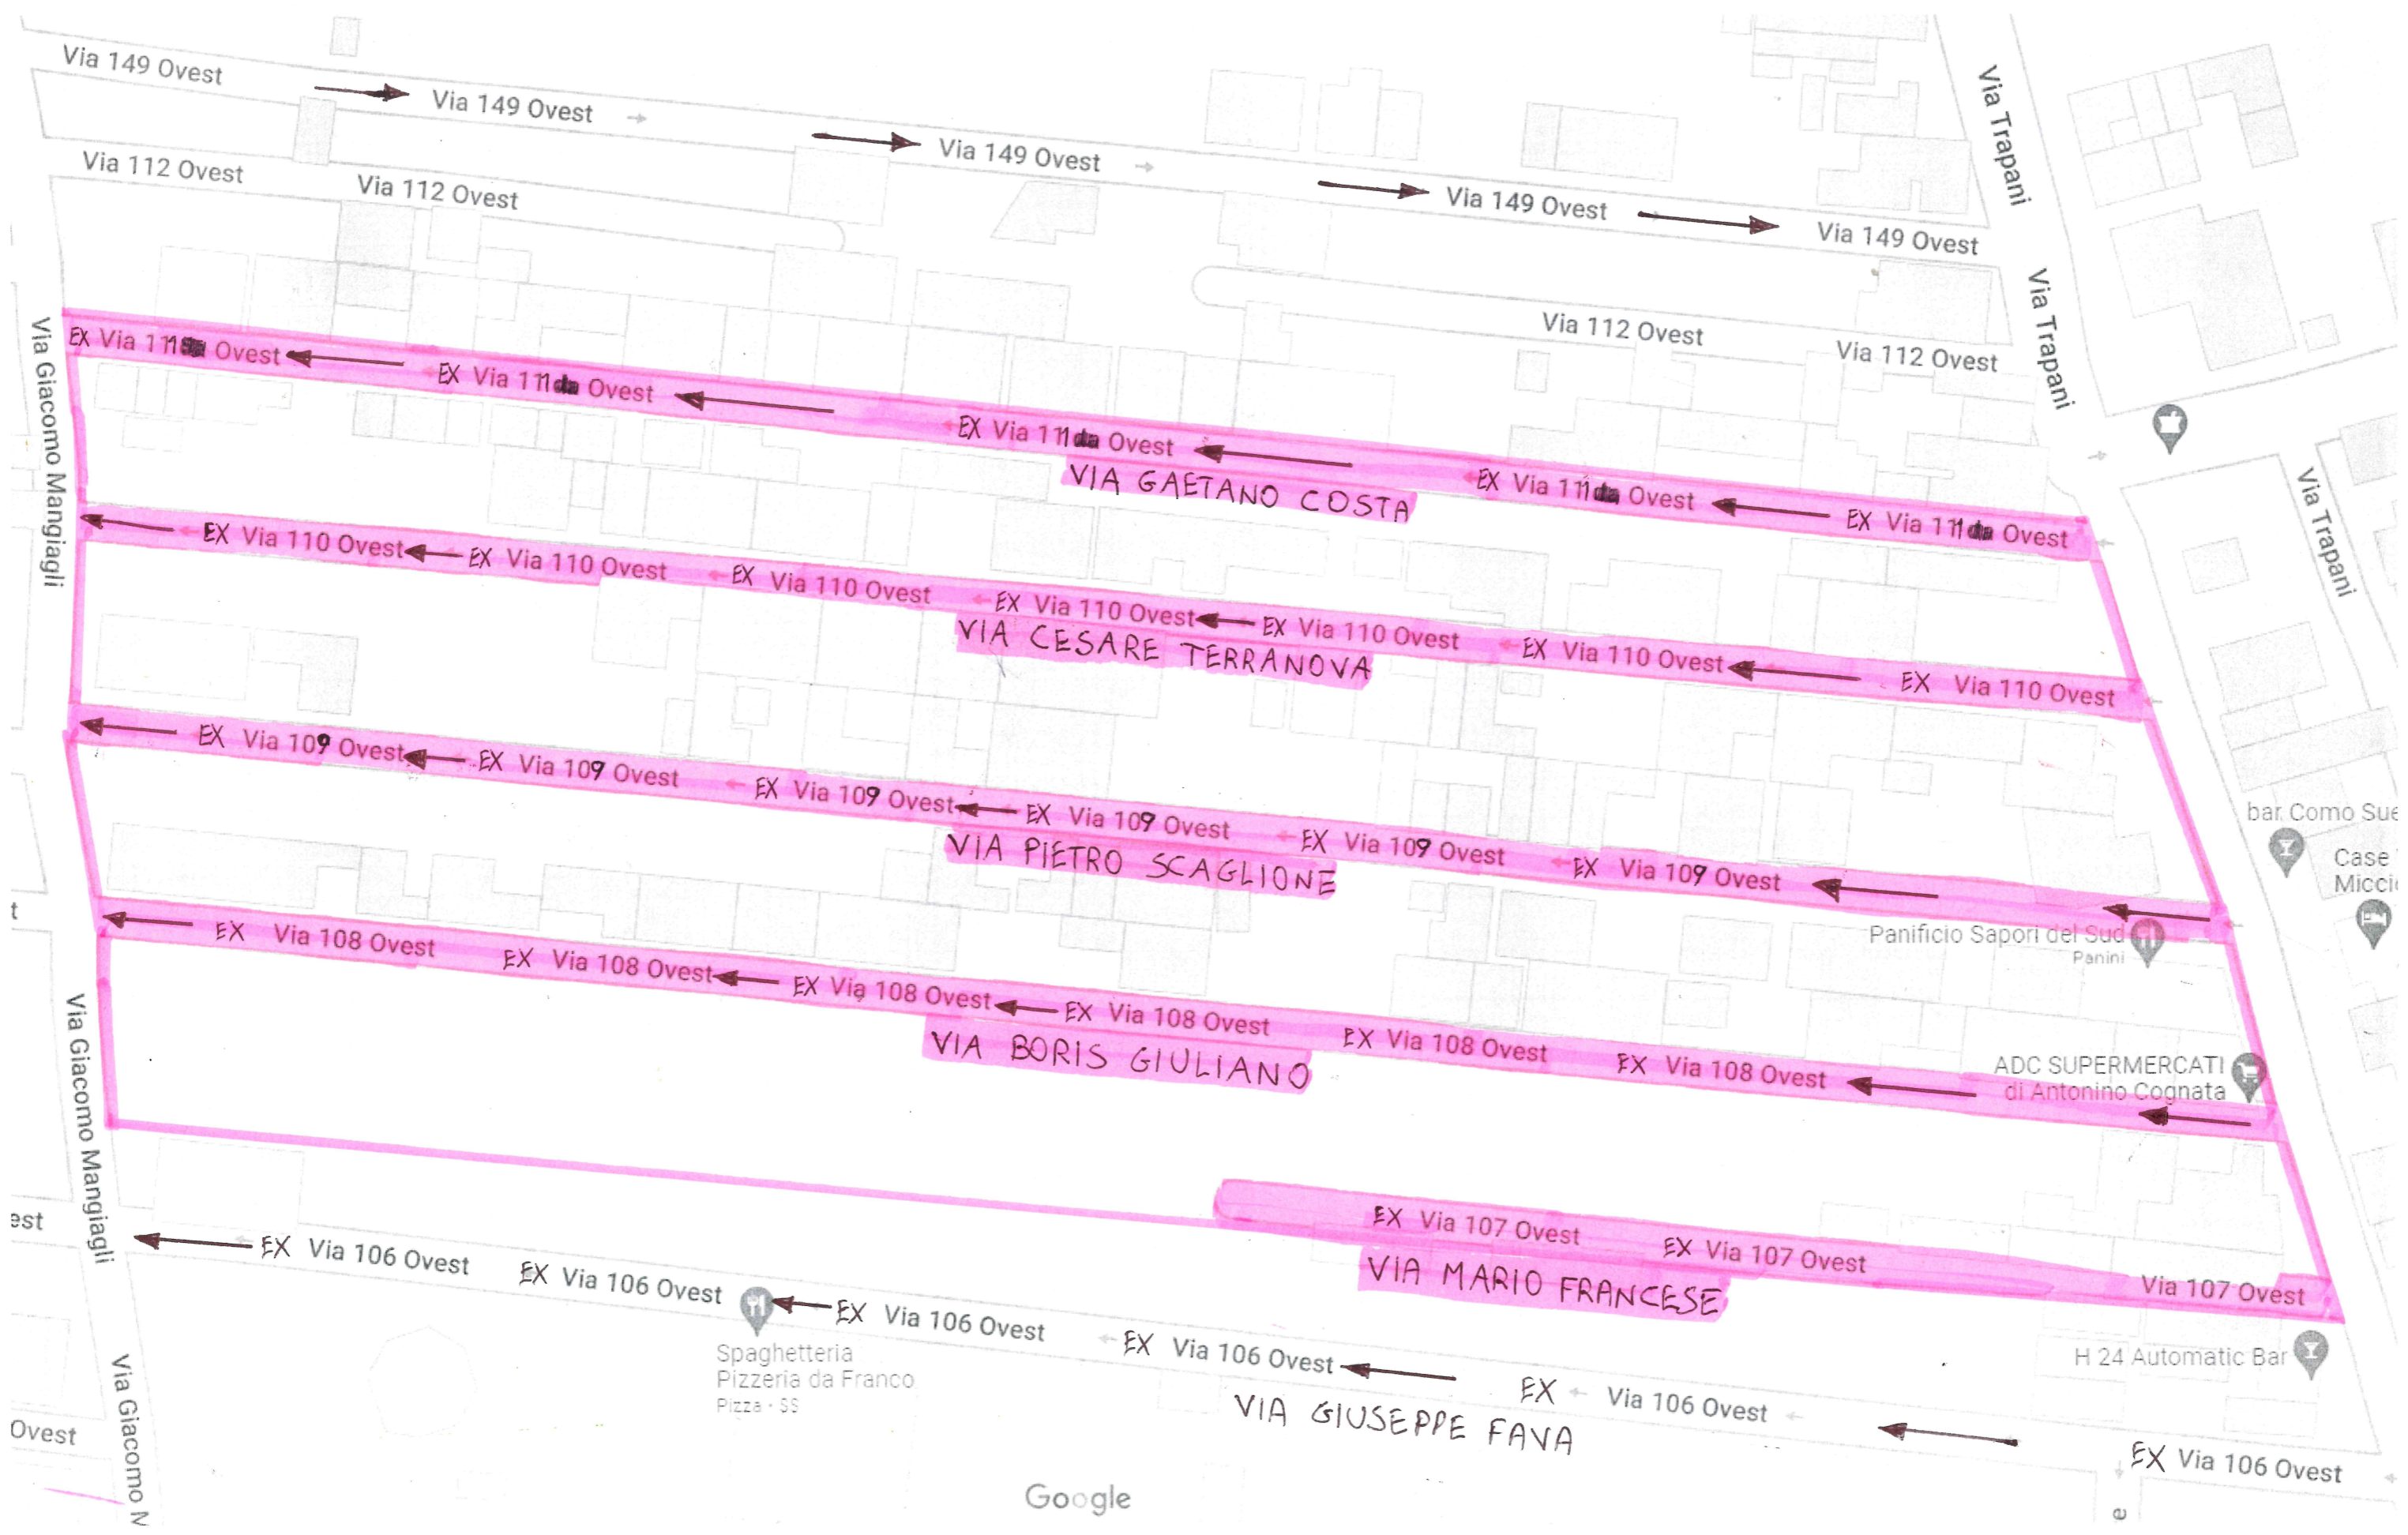 Via 149 Ovest
Via 149 Ovest
Via 149 Ovest
Via 149 Ovest
Via 149 Ovest
Via Trapani
Via 112 Ovest
Via 112 Ovest
Via 112 Ovest
Via 112 Ovest
Via Trapani
Via Giacomo Mangiagli
EX Via 111 Ovest
EX Via 111 Ovest
EX Via 111 Ovest
EX Via 111 Ovest
EX Via 111 Ovest
VIA GAETANO COSTA
Via Trapani
EX Via 110 Ovest
EX Via 110 Ovest
EX Via 110 Ovest
EX Via 110 Ovest
EX Via 110 Ovest
EX Via 110 Ovest
EX Via 110 Ovest
VIA CESARE TERRANOVA
EX Via 109 Ovest
EX Via 109 Ovest
EX Via 109 Ovest
EX Via 109 Ovest
EX Via 109 Ovest
EX Via 109 Ovest
VIA PIETRO SCAGLIONE
bar Como Sue
Case
Micci
Panificio Sapori del Sud
Panini
t
EX Via 108 Ovest
EX Via 108 Ovest
EX Via 108 Ovest
EX Via 108 Ovest
EX Via 108 Ovest
EX Via 108 Ovest
VIA BORIS GIULIANO
ADC SUPERMERCATI
di Antonino Cognata
Via Giacomo Mangiagli
EX Via 107 Ovest
EX Via 107 Ovest
Via 107 Ovest
VIA MARIO FRANCESE
H 24 Automatic Bar
est
EX Via 106 Ovest
EX Via 106 Ovest
EX Via 106 Ovest
EX Via 106 Ovest
EX Via 106 Ovest
EX Via 106 Ovest
VIA GIUSEPPE FAVA
Spaghetteria
Pizzeria da Franco
Pizza · $$
Via Giacomo M
Ovest
Google
e